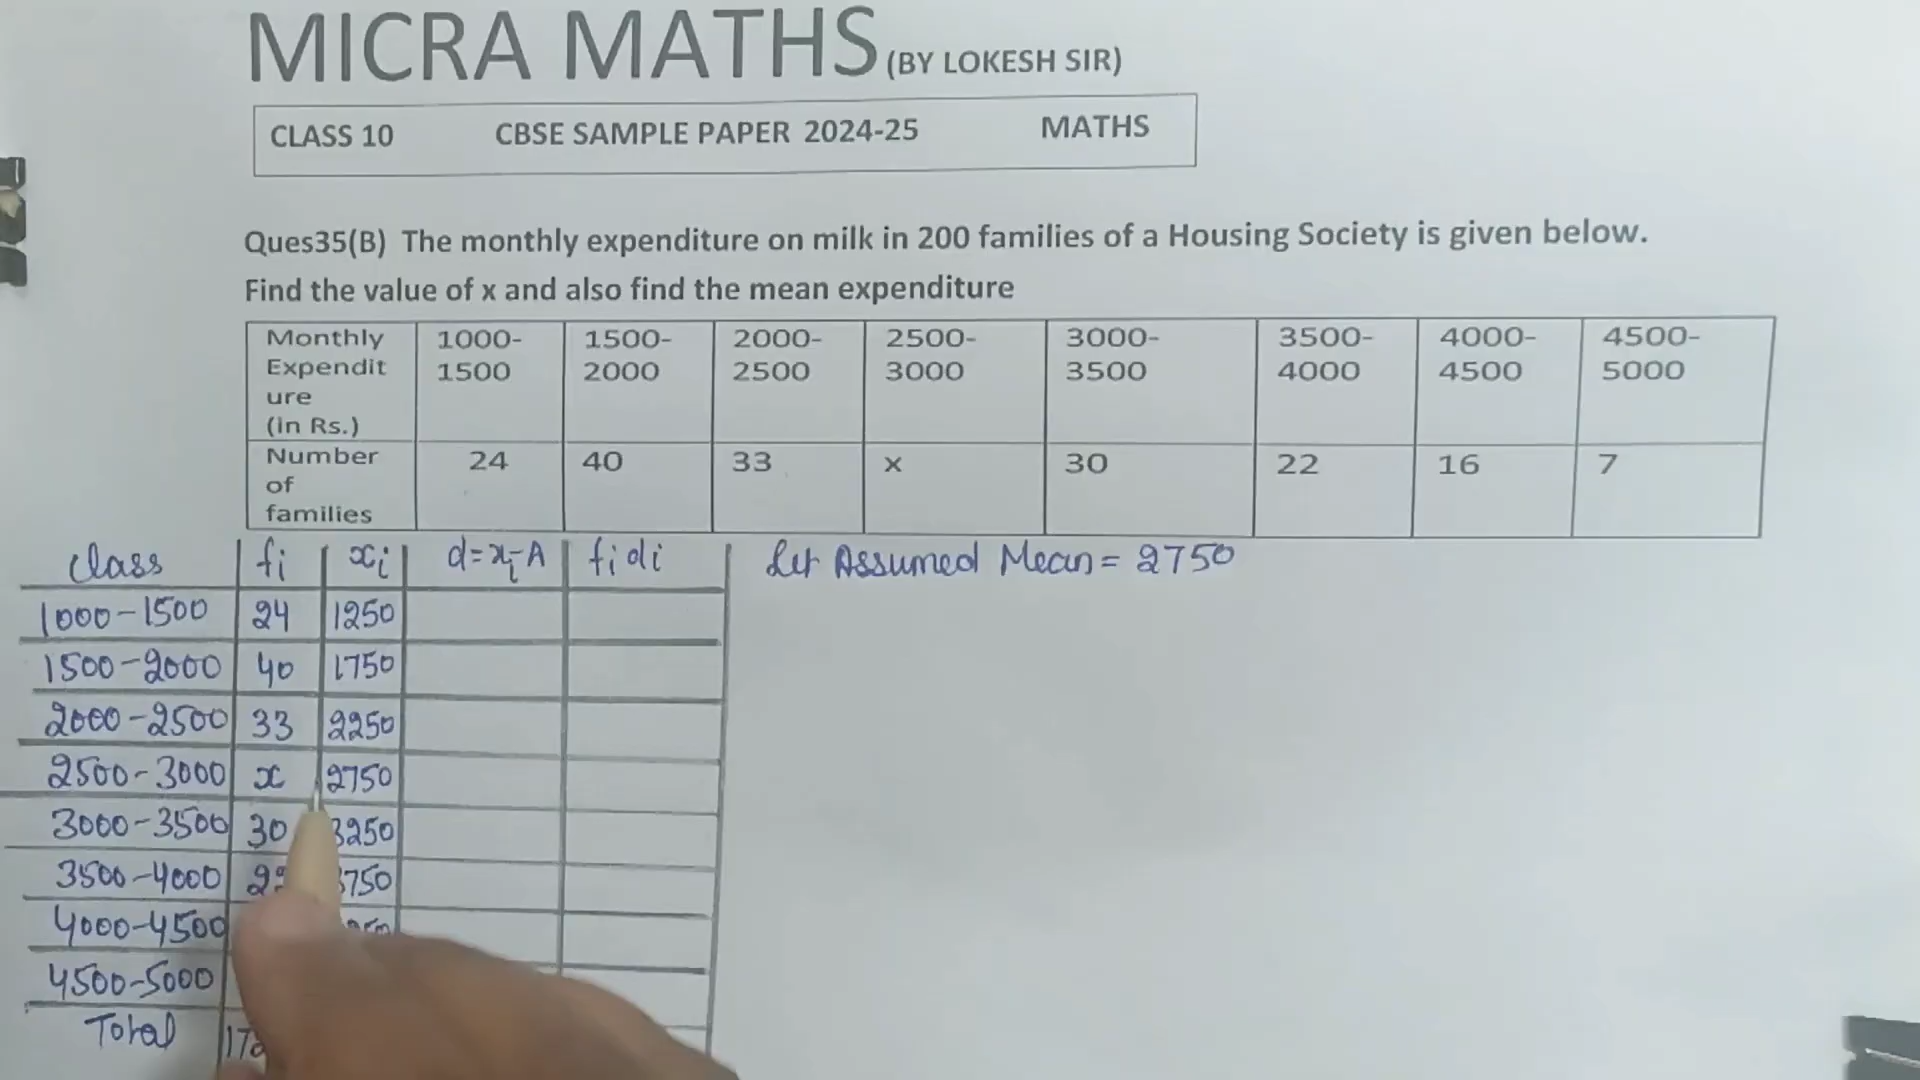 MICRA MATHS (BY LOKESH SIR)
CLASS 10 CBSE SAMPLE PAPER 2024-25 MATHS
Ques35(B) The monthly expenditure on milk in 200 families of a Housing Society is given below.
Find the value of x and also find the mean expenditure
Monthly Expendit ure (in Rs.) 1000-1500 1500-2000 2000-2500 2500-3000 3000-3500 3500-4000 4000-4500 4500-5000
Number of families 24 40 33 x 30 22 16 7
class fi xi d=xi-A fidi Let Assumed Mean = 2750
1000-1500 24 1250
1500-2000 40 1750
2000-2500 33 2250
2500-3000 x 2750
3000-3500 30 3250
3500-4000
4000-4500
4500-5000
Total